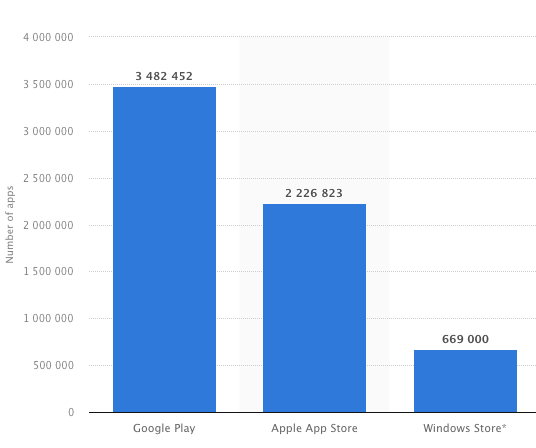 4 000 000
3 500 000
3 000 000
2 500 000
2 000 000
1 500 000
1 000 000
500 000
0
Number of apps
3 482 452
2 226 823
669 000
Google Play
Apple App Store
Windows Store*